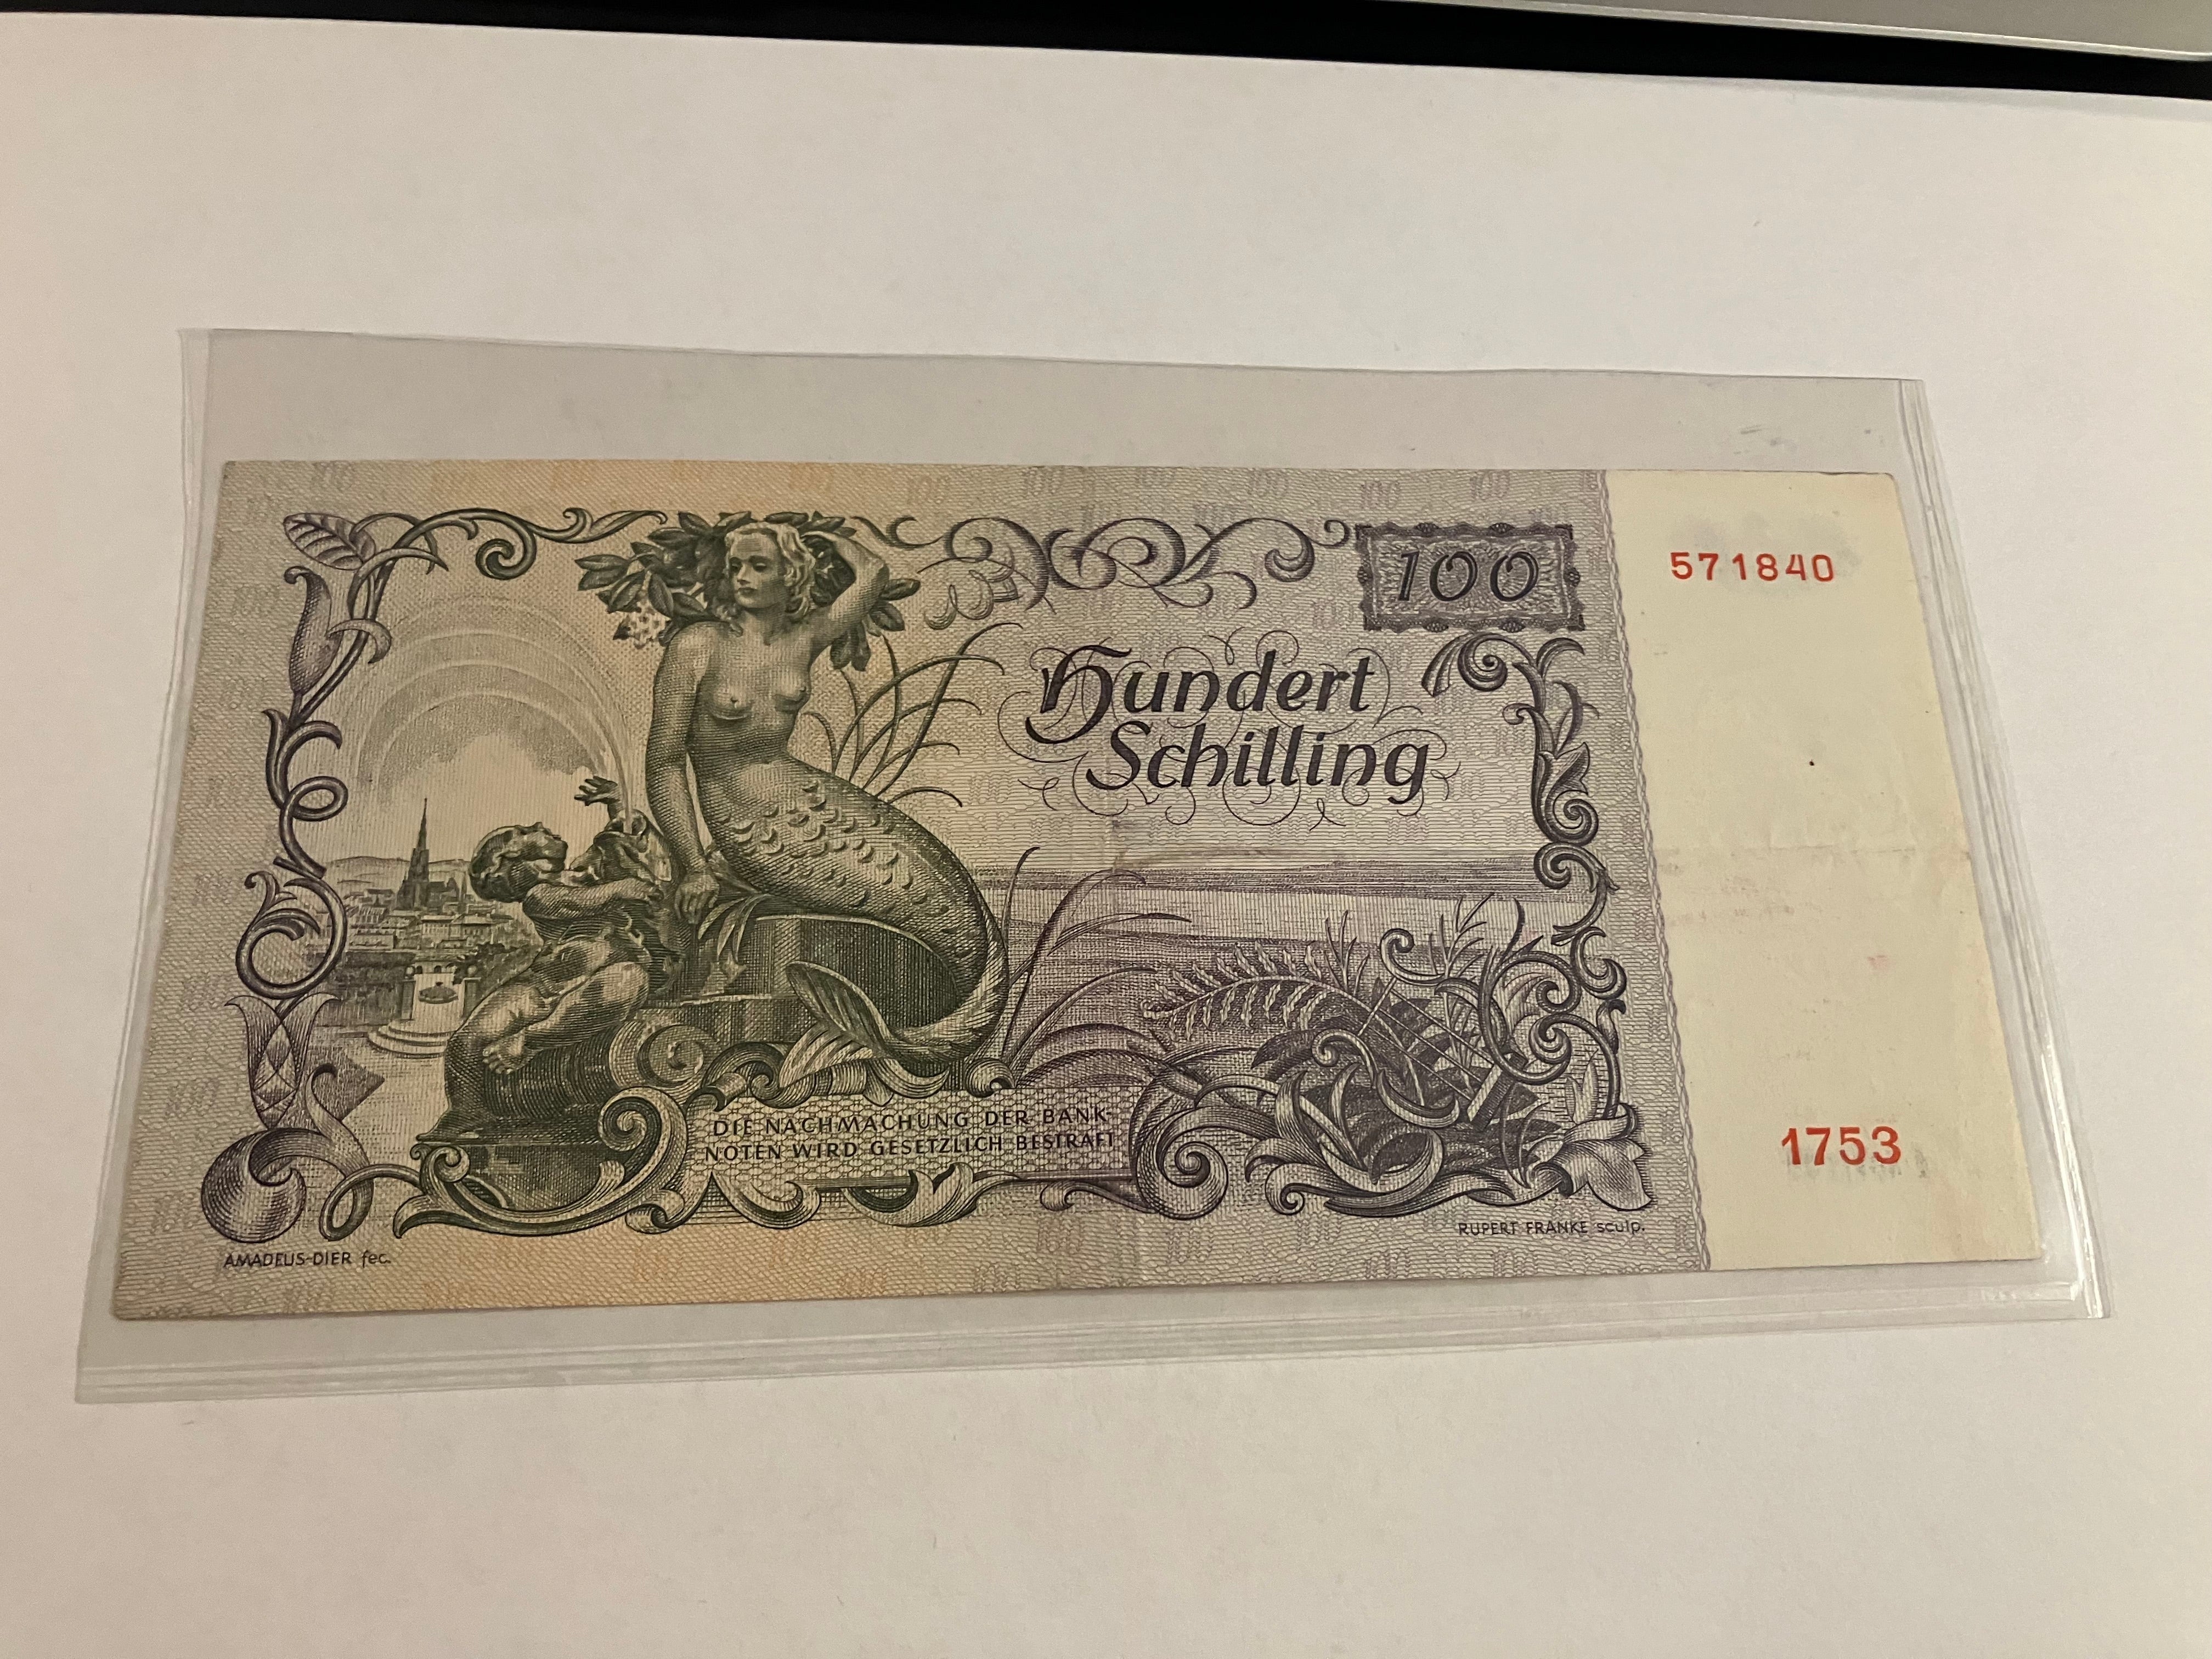 100
571840
Hundert
Schilling
DIE NACHMACHUNG DER BANK-
NOTEN WIRD GESETZLICH BESTRAFT
1753
AMADEUS-DIER fec.
RUPERT FRANKE sculp.